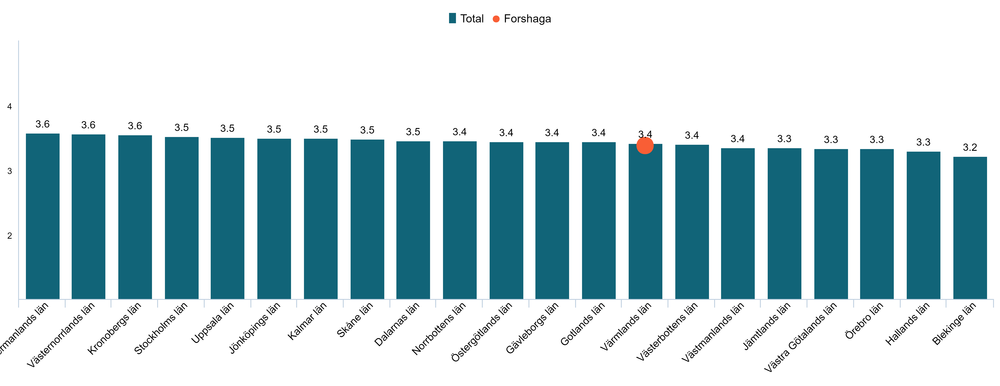 Total Forshaga
4
3
2
3.6 3.6 3.6 3.5 3.5 3.5 3.5 3.5 3.5 3.4 3.4 3.4 3.4 3.4 3.4 3.4 3.3 3.3 3.3 3.3 3.2
ermanlands län
Västernorrlands län
Kronobergs län
Stockholms län
Uppsala län
Jönköpings län
Kalmar län
Skåne län
Dalarnas län
Norrbottens län
Östergötlands län
Gävleborgs län
Gotlands län
Värmlands län
Västerbottens län
Västmanlands län
Jämtlands län
Västra Götalands län
Örebro län
Hallands län
Blekinge län